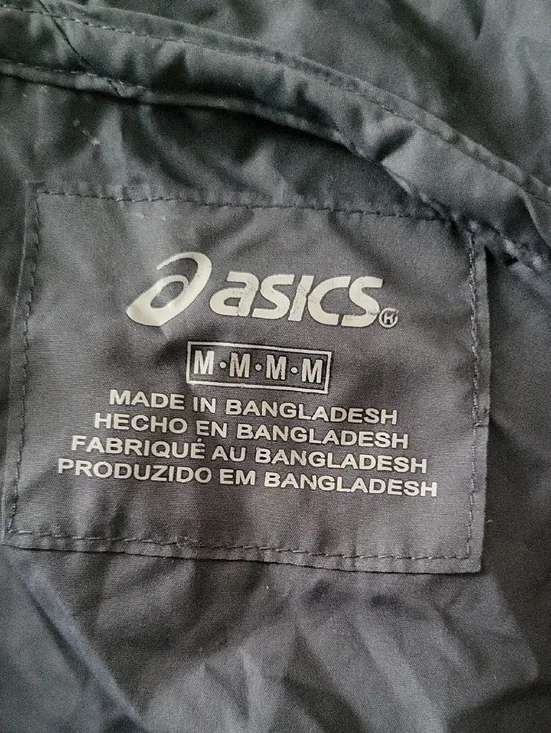 asics®
M·M·M·M
MADE IN BANGLADESH
HECHO EN BANGLADESH
FABRIQUÉ AU BANGLADESH
PRODUZIDO EM BANGLADESH